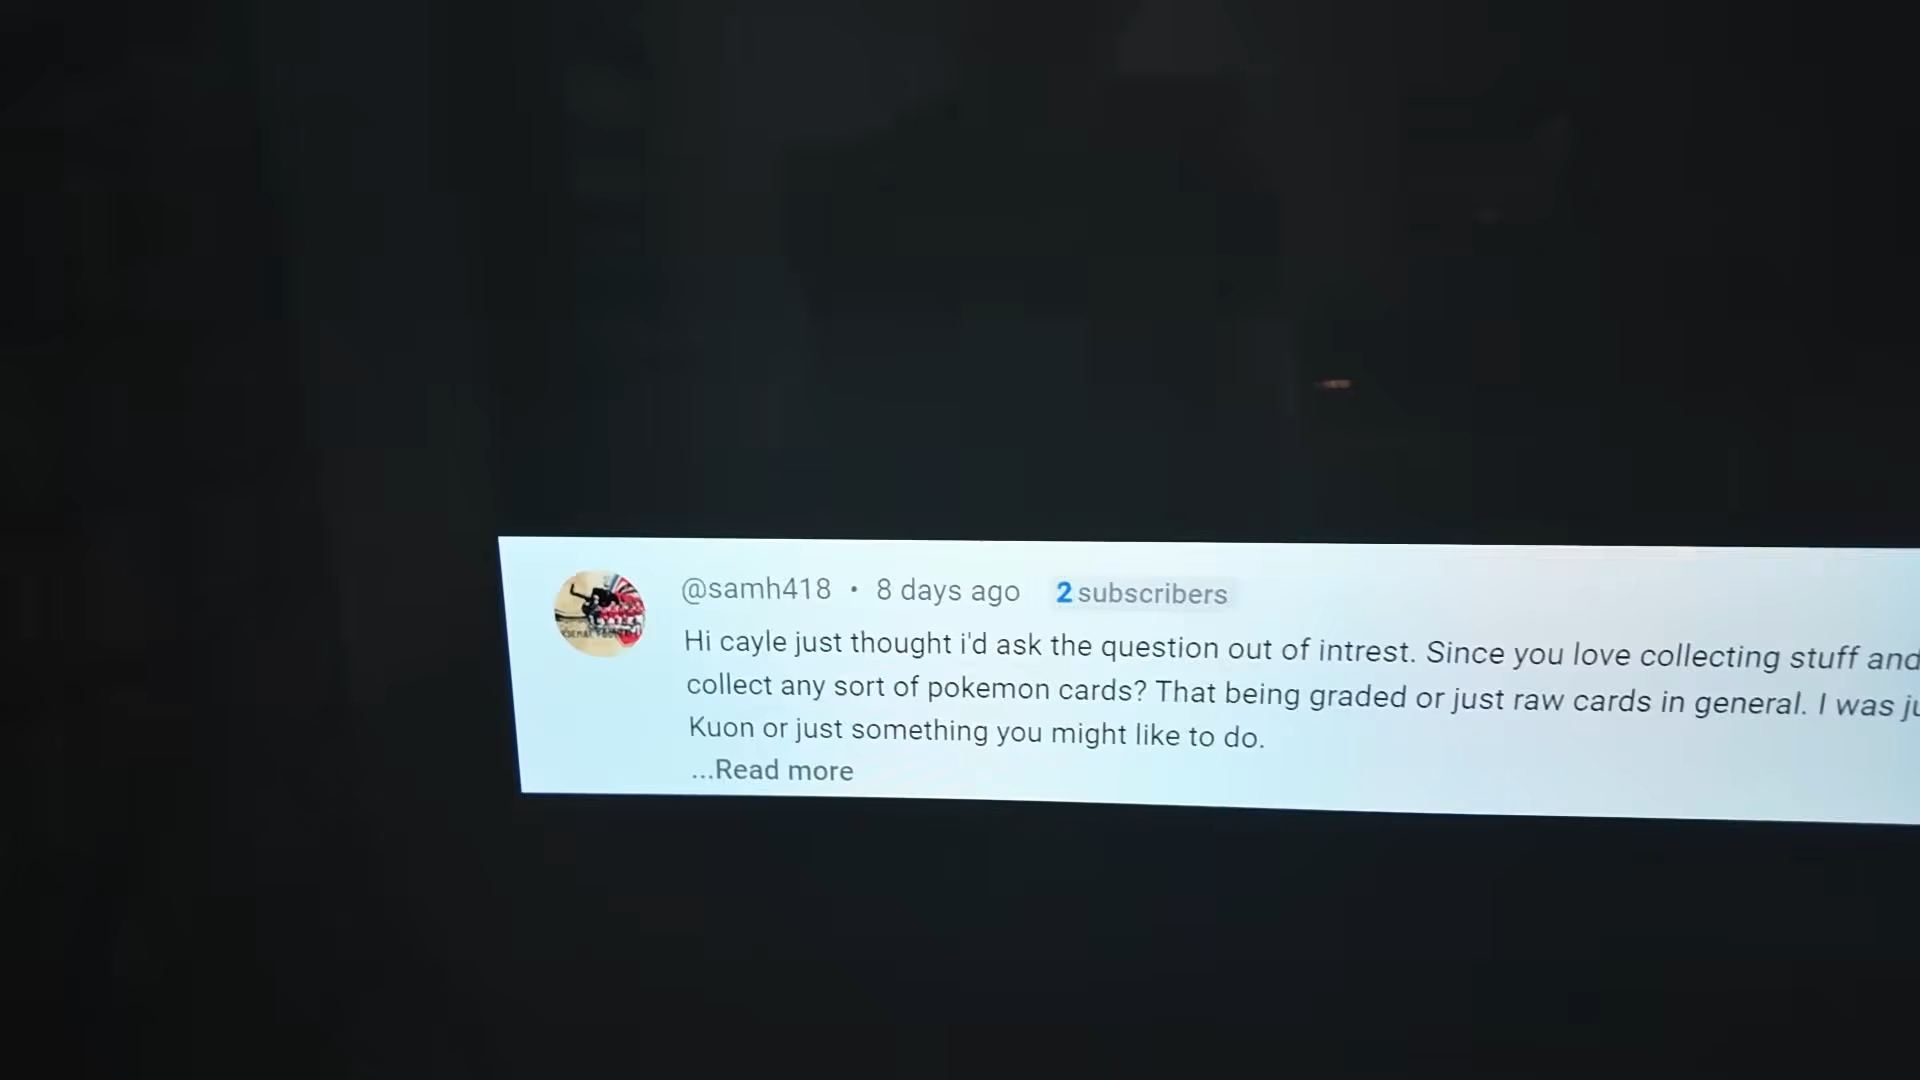 @samh418 • 8 days ago 2 subscribers
Hi cayle just thought i'd ask the question out of intrest. Since you love collecting stuff and
collect any sort of pokemon cards? That being graded or just raw cards in general. I was
Kuon or just something you might like to do.
...Read more